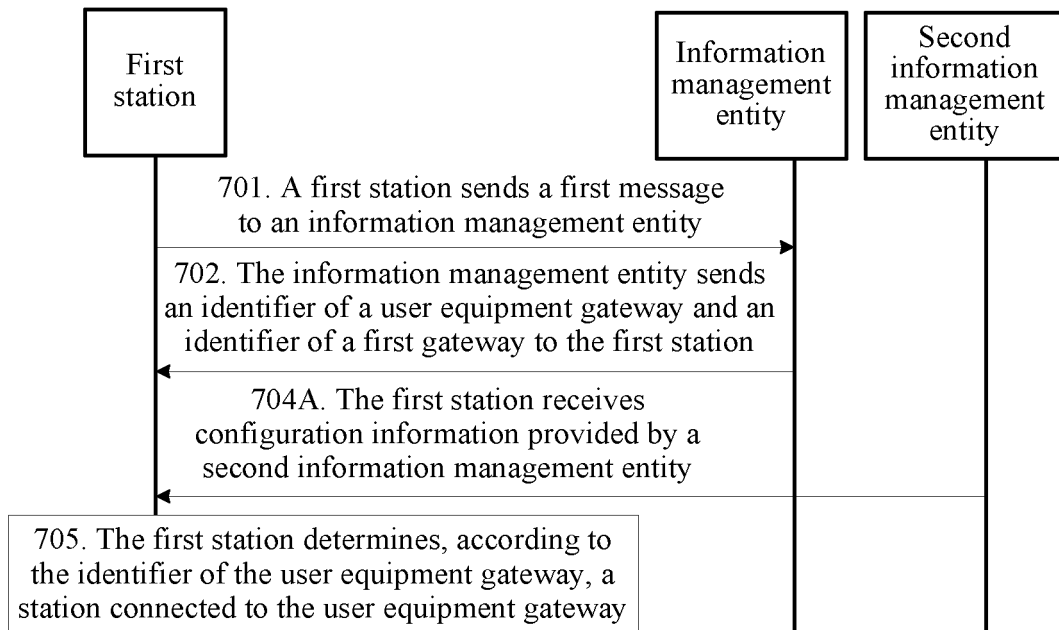 First
station
Information
management
entity
Second
information
management
entity
701. A first station sends a first message
to an information management entity
702. The information management entity sends
an identifier of a user equipment gateway and an
identifier of a first gateway to the first station
704A. The first station receives
configuration information provided by a
second information management entity
705. The first station determines, according to
the identifier of the user equipment gateway, a
station connected to the user equipment gateway